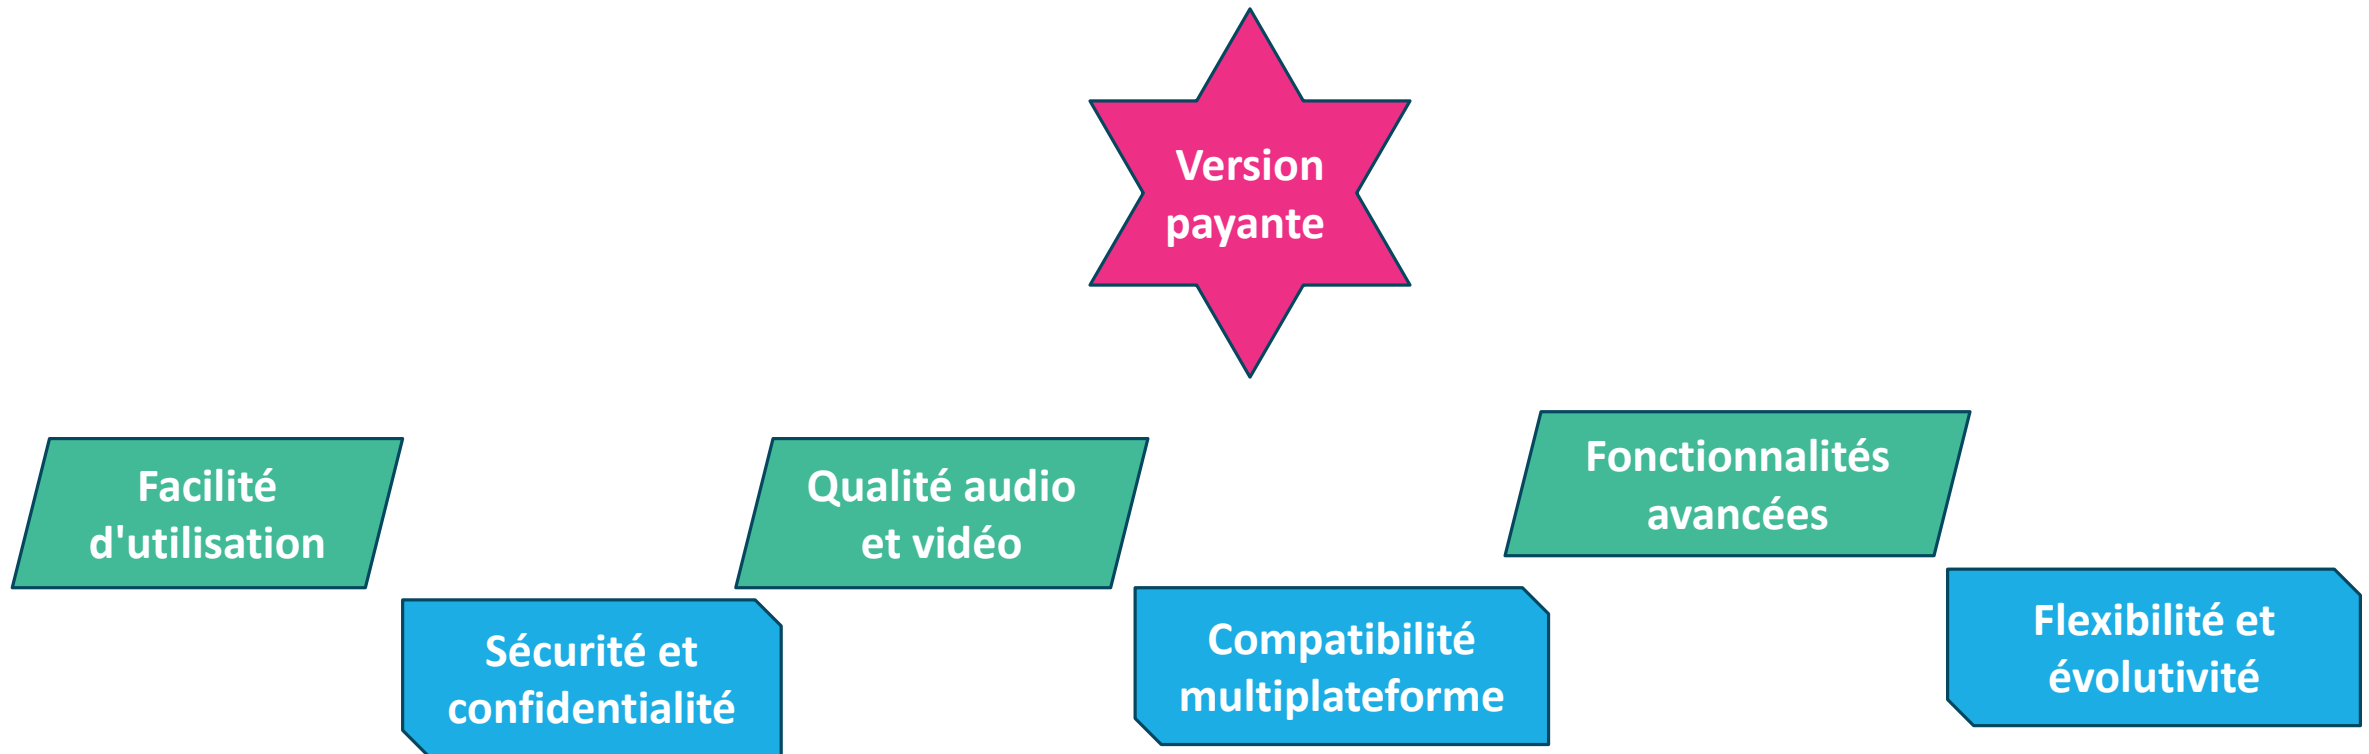 Version
payante
Facilité
d'utilisation
Qualité audio
et vidéo
Fonctionnalités
avancées
Sécurité et
confidentialité
Compatibilité
multiplateforme
Flexibilité et
évolutivité